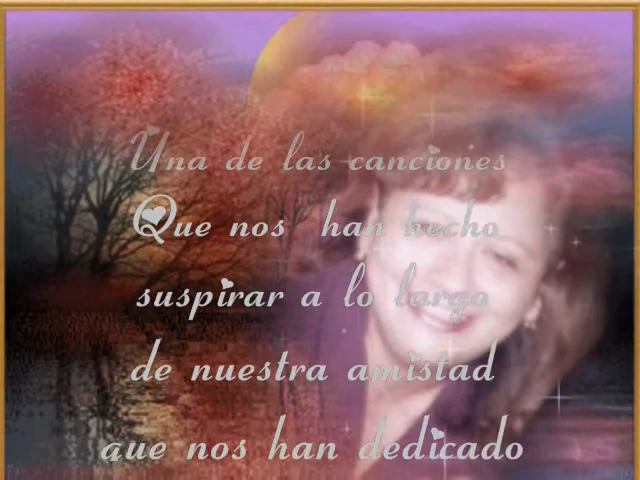 Una de las canciones
Que nos han hecho
suspirar a lo largo
de nuestra amistad
que nos han dedicado